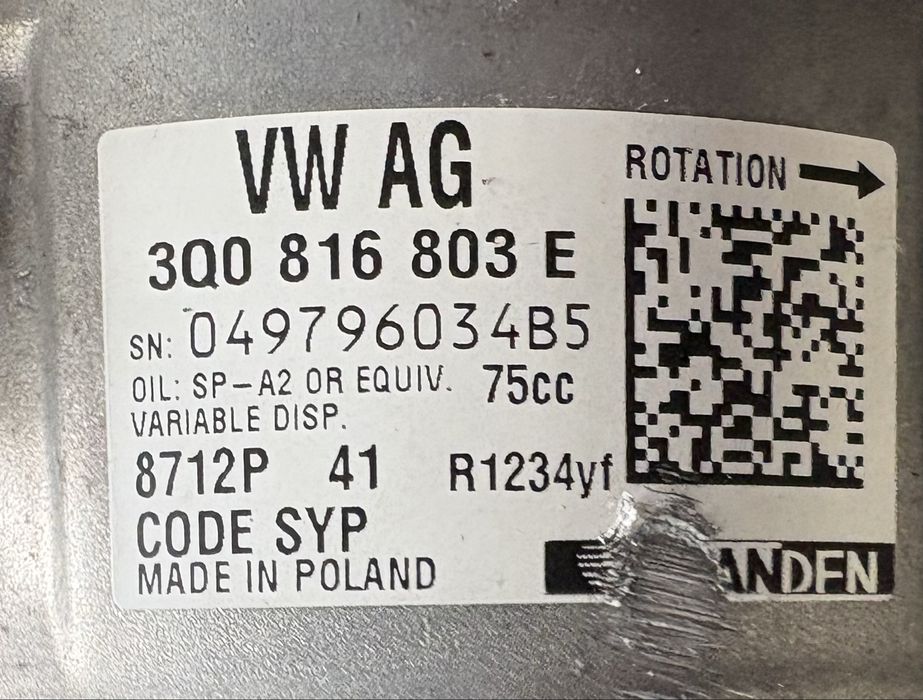 VW AG
ROTATION
3Q0 816 803 E
SN: 049796034B5
OIL: SP-A2 OR EQUIV. 75cc
VARIABLE DISP.
8712P 41 R1234yf
CODE SYP
MADE IN POLAND